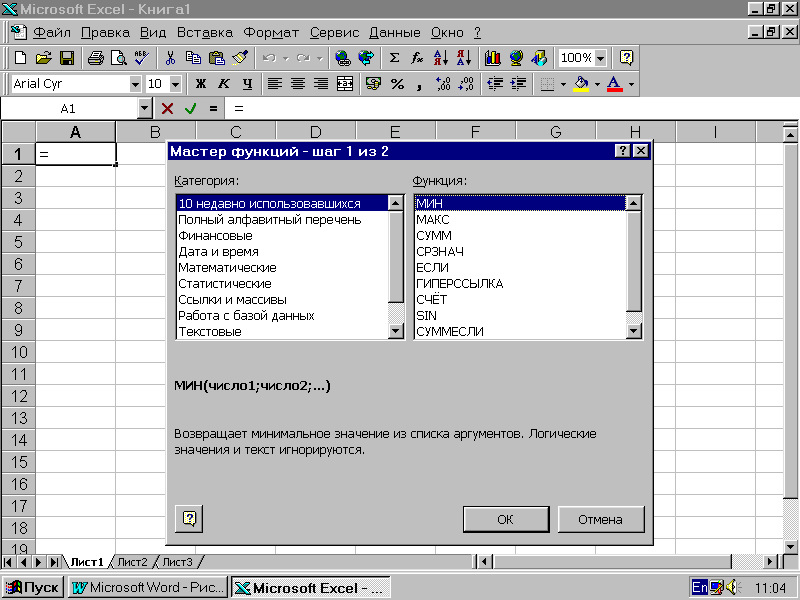 Microsoft Excel - Книга1
Файл Правка Вид Вставка Формат Сервис Данные Окно ?
Σ fx 100%
Arial Cyr 10 Ж К Ч % ,
A1 = =
A B C D E F G H I
1 =
2
3
4
5
6
7
8
9
10
11
12
13
14
15
16
17
18
19
Мастер функций - шаг 1 из 2
Категория: Функция:
10 недавно использовавшихся МИН
Полный алфавитный перечень МАКС
Финансовые СУММ
Дата и время СРЗНАЧ
Математические ЕСЛИ
Статистические ГИПЕРССЫЛКА
Ссылки и массивы СЧЁТ
Работа с базой данных SIN
Текстовые СУММЕСЛИ
МИН(число1;число2;...)
Возвращает минимальное значение из списка аргументов. Логические
значения и текст игнорируются.
ОК Отмена
Лист1 Лист2 Лист3
Пуск Microsoft Word - Рис... Microsoft Excel - ... En 11:04